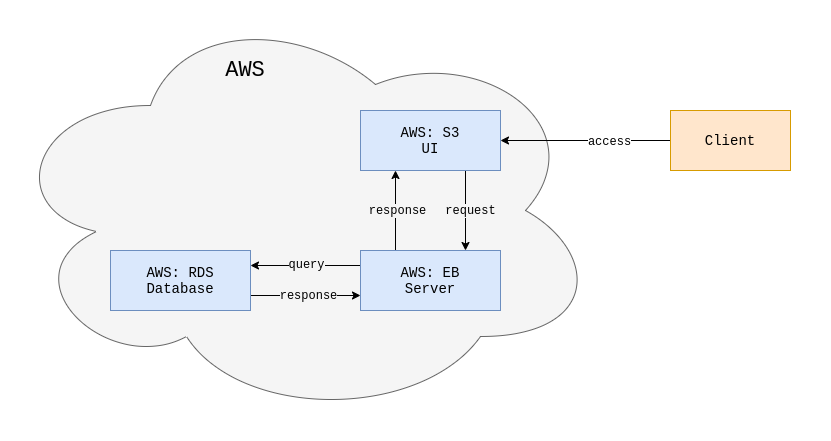 AWS
AWS: S3
UI
access
Client
response
request
AWS: RDS
Database
query
response
AWS: EB
Server